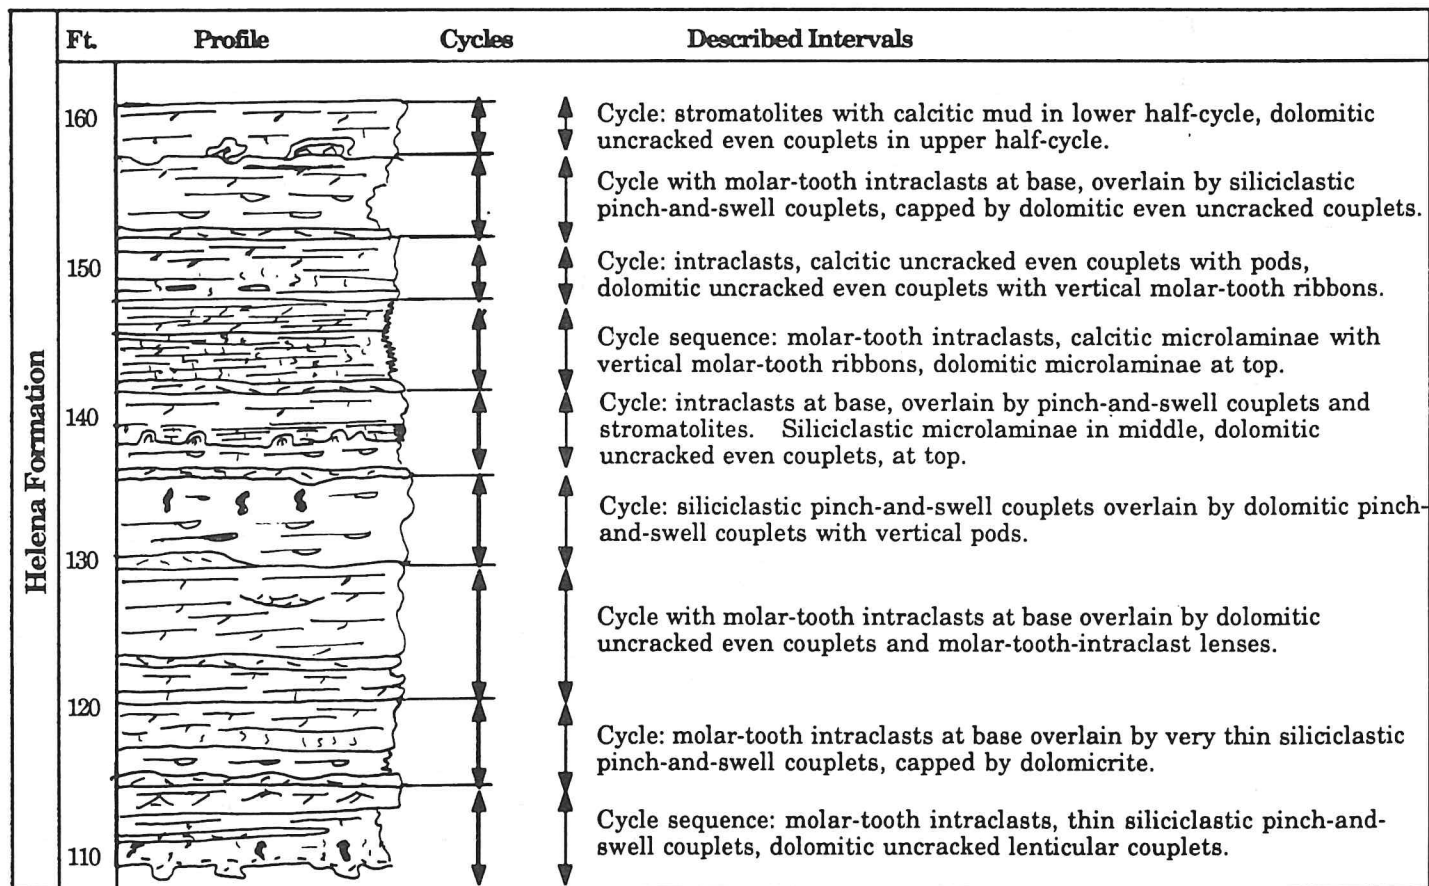 Ft. Profile Cycles Described Intervals
Helena Formation
160
Cycle: stromatolites with calcitic mud in lower half-cycle, dolomitic
uncracked even couplets in upper half-cycle.
Cycle with molar-tooth intraclasts at base, overlain by siliciclastic
pinch-and-swell couplets, capped by dolomitic even uncracked couplets.
150
Cycle: intraclasts, calcitic uncracked even couplets with pods,
dolomitic uncracked even couplets with vertical molar-tooth ribbons.
Cycle sequence: molar-tooth intraclasts, calcitic microlaminae with
vertical molar-tooth ribbons, dolomitic microlaminae at top.
140
Cycle: intraclasts at base, overlain by pinch-and-swell couplets and
stromatolites. Siliciclastic microlaminae in middle, dolomitic
uncracked even couplets, at top.
Cycle: siliciclastic pinch-and-swell couplets overlain by dolomitic pinch-
and-swell couplets with vertical pods.
130
Cycle with molar-tooth intraclasts at base overlain by dolomitic
uncracked even couplets and molar-tooth-intraclast lenses.
120
Cycle: molar-tooth intraclasts at base overlain by very thin siliciclastic
pinch-and-swell couplets, capped by dolomicrite.
Cycle sequence: molar-tooth intraclasts, thin siliciclastic pinch-and-
swell couplets, dolomitic uncracked lenticular couplets.
110